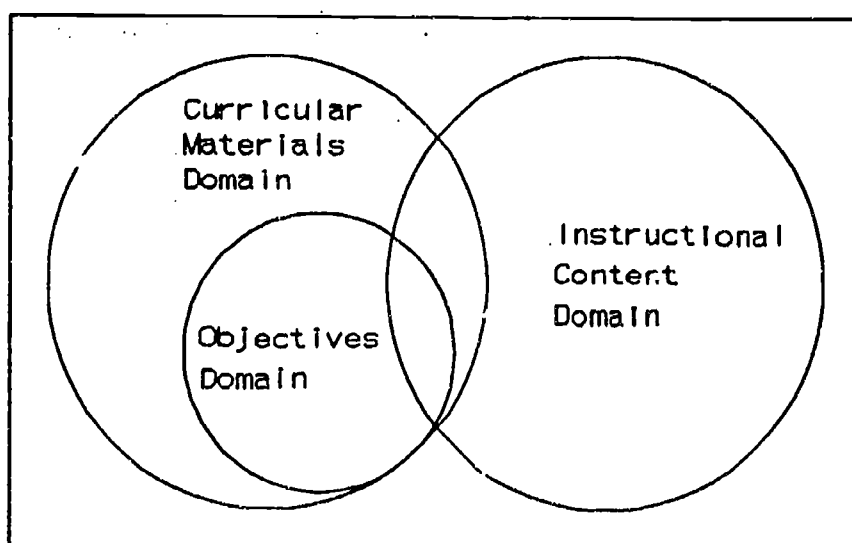 Curricular
Materials
Domain
Instructional
Content
Domain
Objectives
Domain